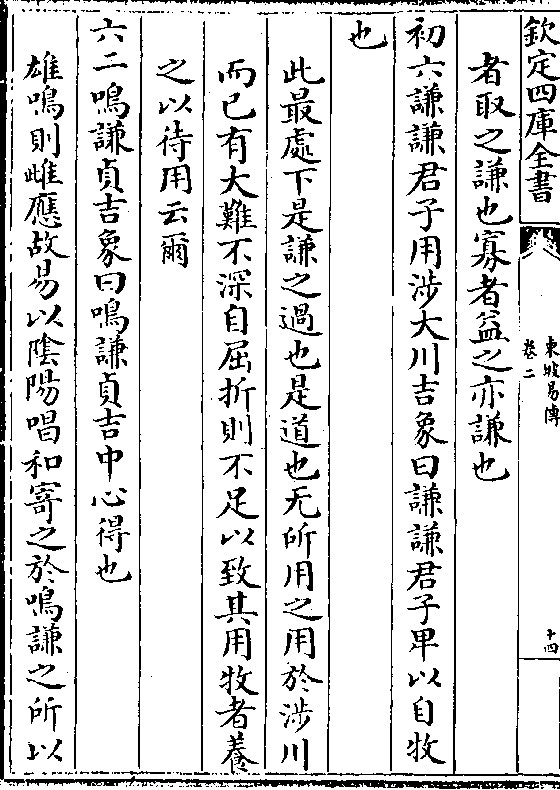 欽定四庫全書
東坡易傳
卷二
十四
者取之謙也寡者益之亦謙也
初六謙謙君子用涉大川吉象曰謙謙君子卑以自牧
也
此最處下是謙之過也是道也无所用之用於涉川
而已有大難不深自屈折則不足以致其用牧者養
之以待用云爾
六二鳴謙貞吉象曰鳴謙貞吉中心得也
雄鳴則雌應故易以陰陽唱和寄之於鳴謙之所以